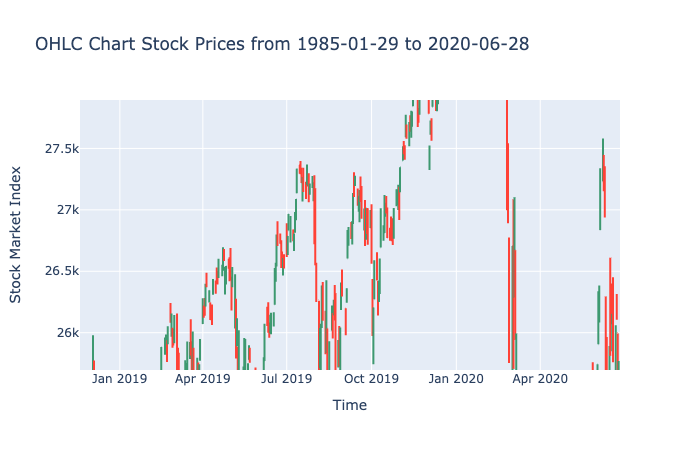 OHLC Chart Stock Prices from 1985-01-29 to 2020-06-28
27.5k
27k
26.5k
26k
Stock Market Index
Jan 2019 Apr 2019 Jul 2019 Oct 2019 Jan 2020 Apr 2020
Time